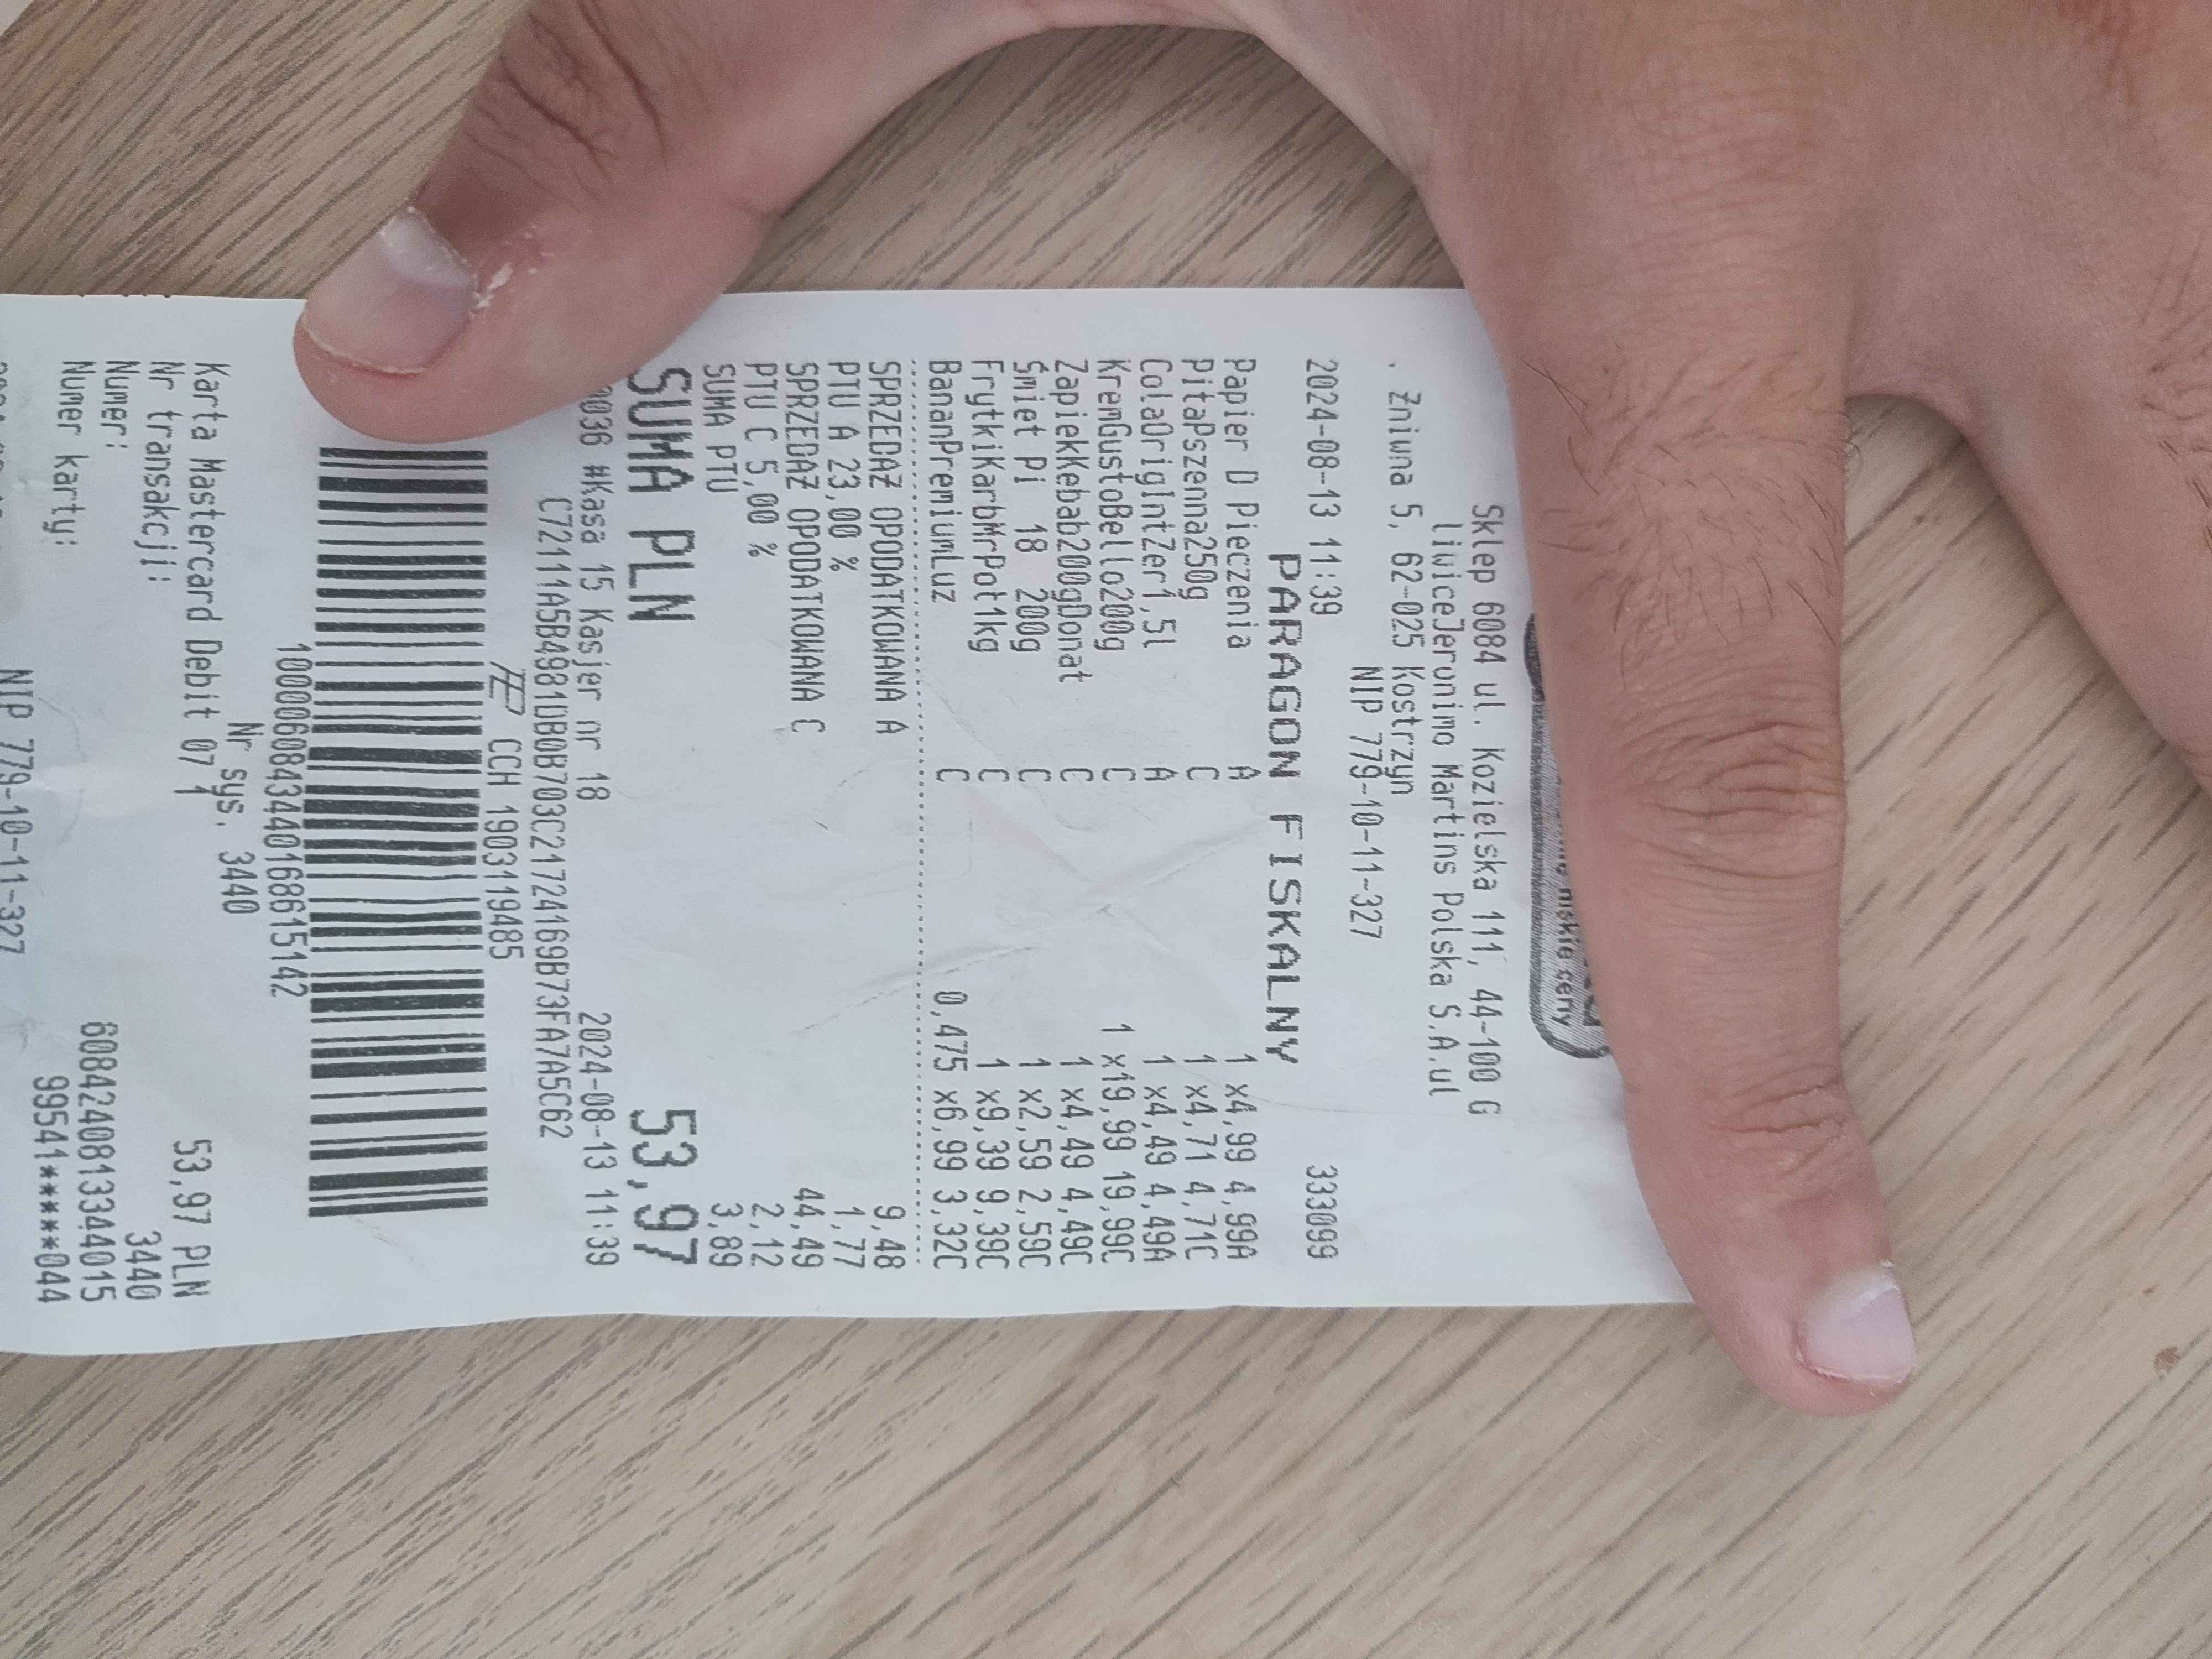 niskie ceny
Sklep 6084 ul. Kozielska 111, 44-100 G
liwiceJeronimo Martins Polska S.A.ul
. Żniwna 5, 62-025 Kostrzyn
NIP 779-10-11-327
2024-08-13 11:39 333099
PARAGON FISKALNY
Papier D Pieczenia A 1 x4,99 4,99A
PitaPszenna250g C 1 x4,71 4,71C
ColaOrigIntZer1,5l A 1 x4,49 4,49A
KremGustoBello200g C 1 x19,99 19,99C
ZapiekKebab200gDonat C 1 x4,49 4,49C
Śmiet Pi 18 200g C 1 x2,59 2,59C
FrytkiKarbMrPot1kg C 1 x9,39 9,39C
BananPremiumLuz C 0,475 x6,99 3,32C
SPRZEDAŻ OPODATKOWANA A 9,48
PTU A 23,00 % 1,77
SPRZEDAŻ OPODATKOWANA C 44,49
PTU C 5,00 % 2,12
SUMA PTU 3,89
SUMA PLN 53,97
0036 #Kasa 15 Kasjer nr 18 2024-08-13 11:39
C72111A5B4981DB0B703C21724169B73FA7A5C62
CCH 1903119485
1000060843440168615142
Nr sys. 3440
Karta Mastercard Debit 07 1 53,97 PLN
Nr transakcji: 3440
Numer: 6084240813344015
Numer karty: 99541*****044
NIP 779-10-11-327